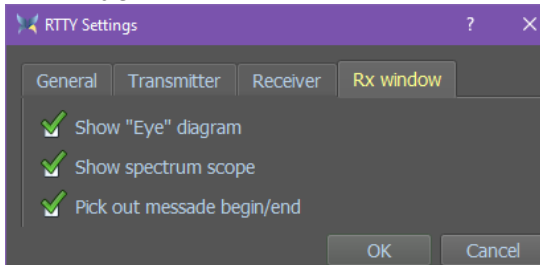 RTTY Settings ? ×
General Transmitter Receiver Rx window
Show "Eye" diagram
Show spectrum scope
Pick out messade begin/end
OK Cancel